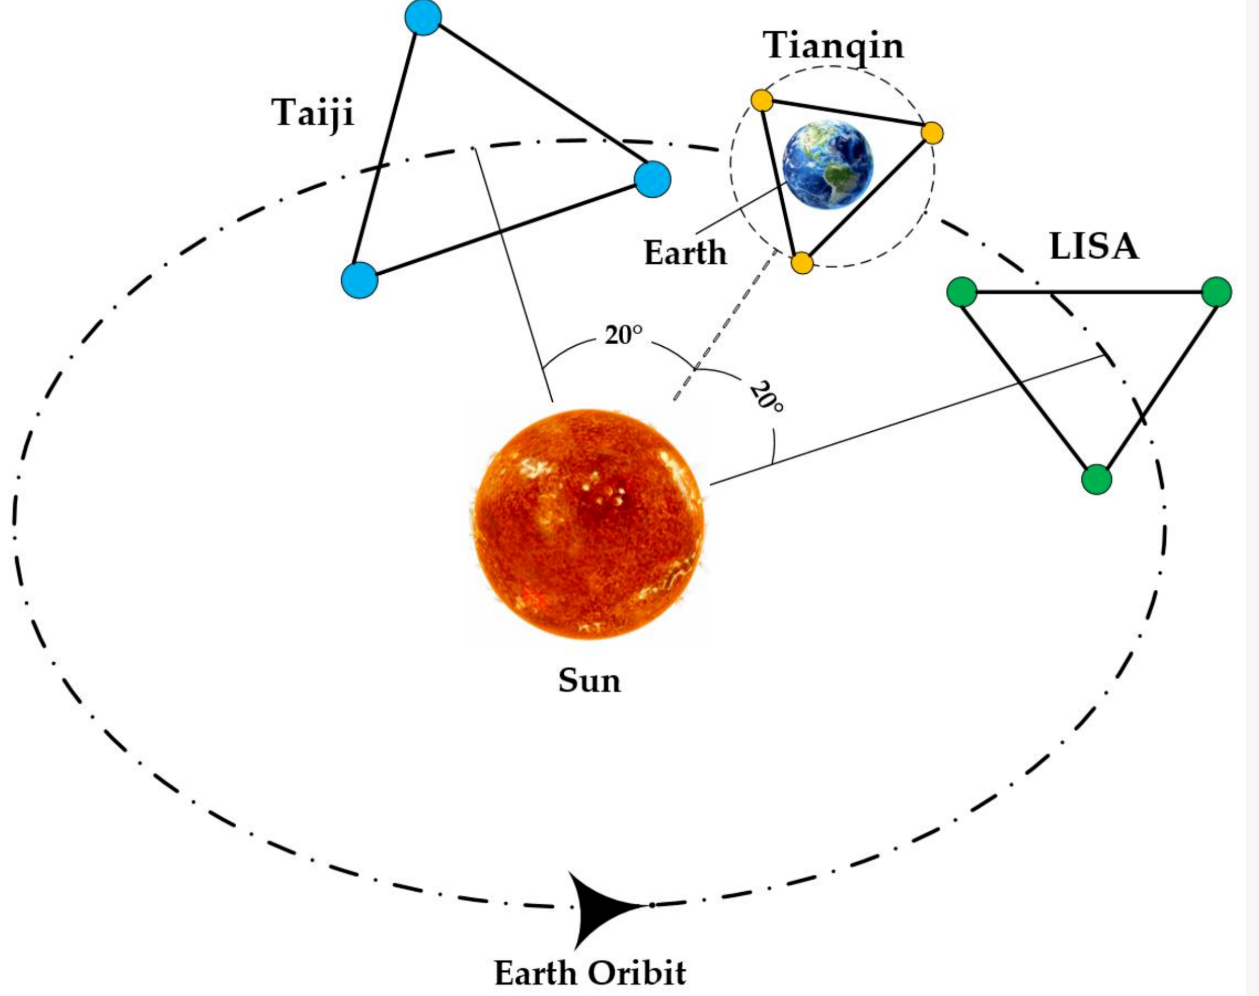 Tianqin
Taiji
LISA
Earth
20°
20°
Sun
Earth Oribit